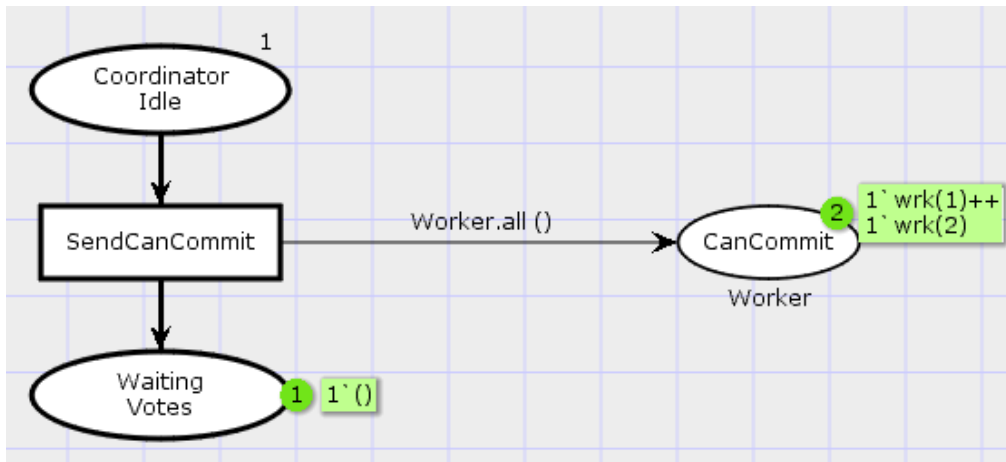 1
Coordinator
Idle
SendCanCommit
Worker.all ()
2
1`wrk(1)++
1`wrk(2)
CanCommit
Worker
Waiting
Votes
1
1`()